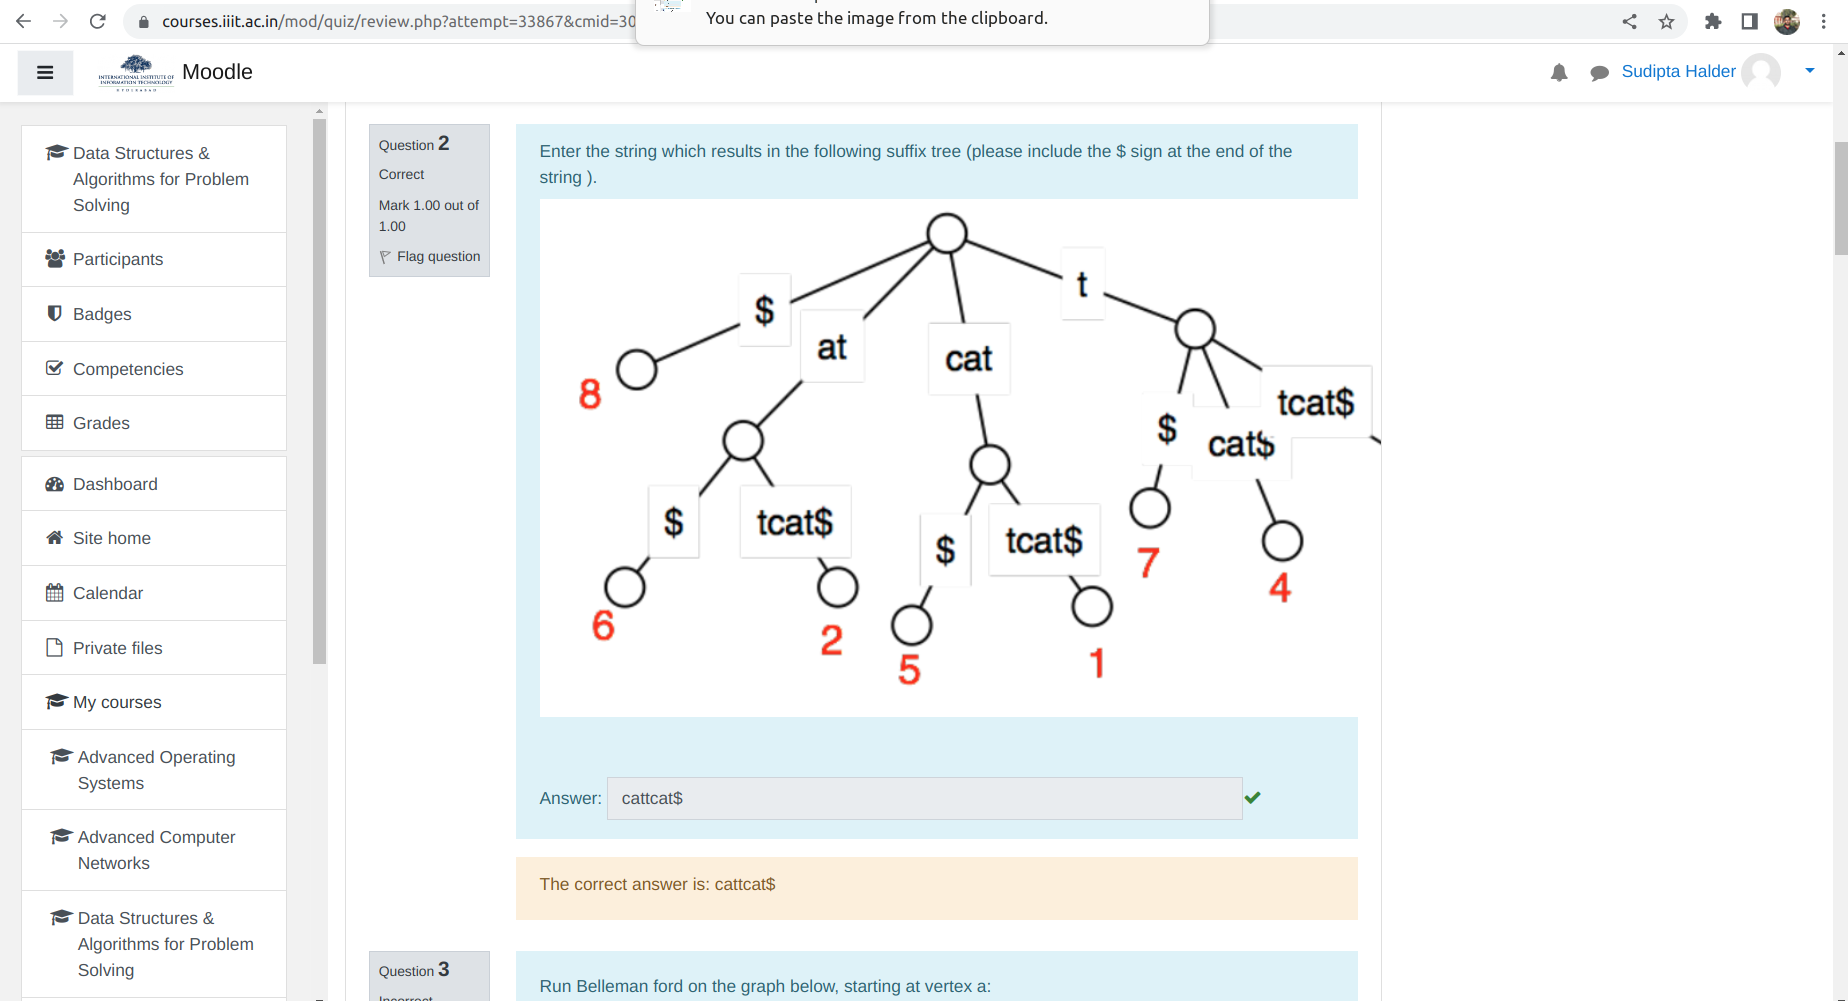 courses.iiit.ac.in/mod/quiz/review.php?attempt=33867&cmid=30
You can paste the image from the clipboard.
INTERNATIONAL INSTITUTE OF
INFORMATION TECHNOLOGY
HYDERABAD
Moodle
Sudipta Halder
Data Structures &
Algorithms for Problem
Solving
Participants
Badges
Competencies
Grades
Dashboard
Site home
Calendar
Private files
My courses
Advanced Operating
Systems
Advanced Computer
Networks
Data Structures &
Algorithms for Problem
Solving
Question 2
Correct
Mark 1.00 out of
1.00
Flag question
Enter the string which results in the following suffix tree (please include the $ sign at the end of the
string ).
t
$
at
cat
8
tcat$
$
cat$
$
tcat$
$
tcat$
7
4
6
2
5
1
Answer: cattcat$
The correct answer is: cattcat$
Question 3
Incorrect
Run Belleman ford on the graph below, starting at vertex a: